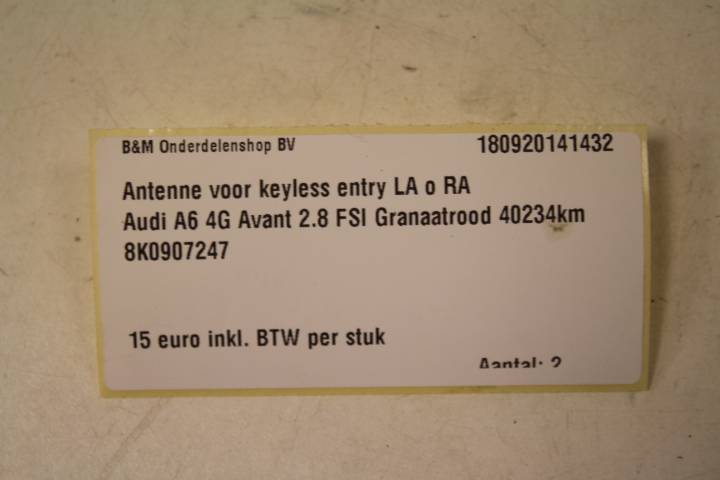 B&M Onderdelenshop BV 180920141432
Antenne voor keyless entry LA o RA
Audi A6 4G Avant 2.8 FSI Granaatrood 40234km
8K0907247
15 euro inkl. BTW per stuk
Aantal: 2